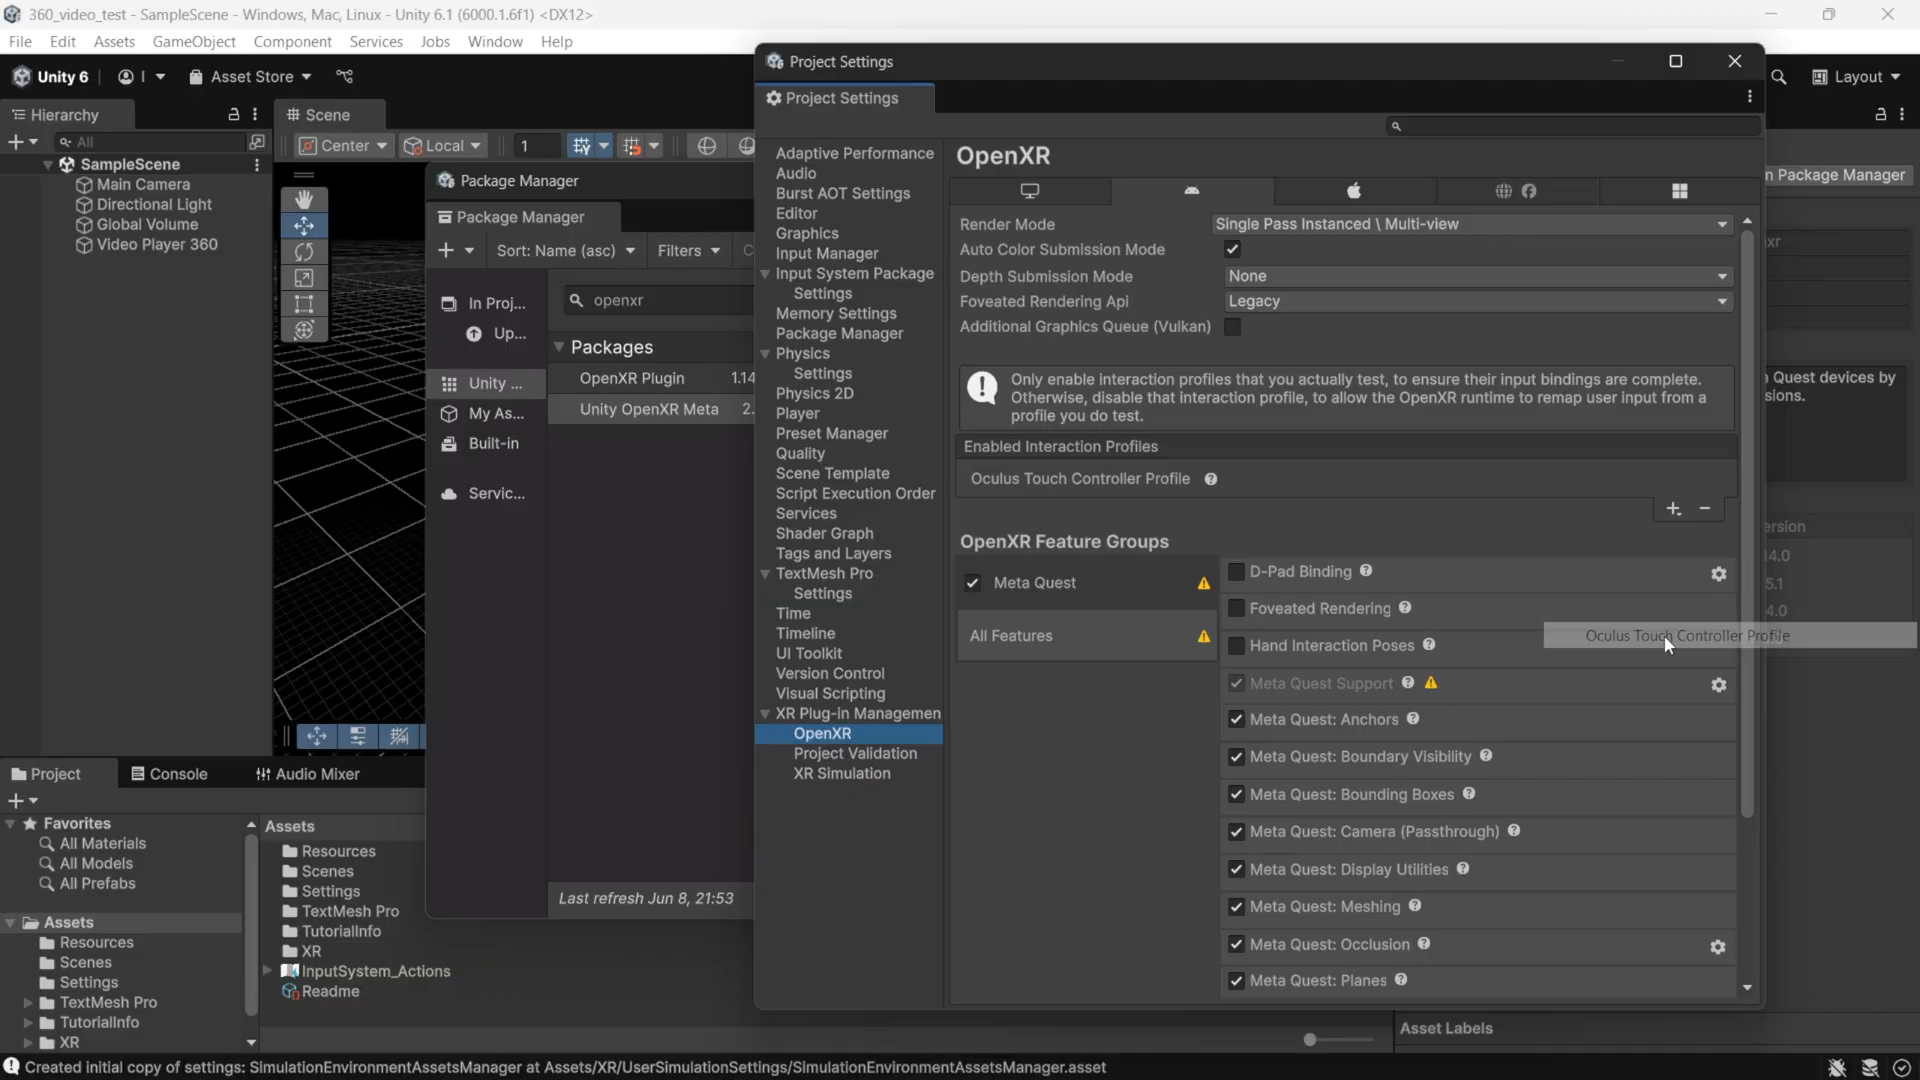 360_video_test - SampleScene - Windows, Mac, Linux - Unity 6.1 (6000.1.6f1) <DX12>
File Edit Assets GameObject Component Services Jobs Window Help
Unity 6 Asset Store Layout
Hierarchy
All
SampleScene
Main Camera
Directional Light
Global Volume
Video Player 360
Scene
Center Local 1
Package Manager
Package Manager
Sort: Name (asc) Filters
In Proj...
Up...
Unity ...
My As...
Built-in
Servic...
openxr
Packages
OpenXR Plugin 1.14
Unity OpenXR Meta 2.
Last refresh Jun 8, 21:53
Project Settings
Project Settings
Adaptive Performance
Audio
Burst AOT Settings
Editor
Graphics
Input Manager
Input System Package
Settings
Memory Settings
Package Manager
Physics
Settings
Physics 2D
Player
Preset Manager
Quality
Scene Template
Script Execution Order
Services
Shader Graph
Tags and Layers
TextMesh Pro
Settings
Time
Timeline
UI Toolkit
Version Control
Visual Scripting
XR Plug-in Managemen
OpenXR
Project Validation
XR Simulation
OpenXR
Render Mode Single Pass Instanced \ Multi-view
Auto Color Submission Mode
Depth Submission Mode None
Foveated Rendering Api Legacy
Additional Graphics Queue (Vulkan)
Only enable interaction profiles that you actually test, to ensure their input bindings are complete.
Otherwise, disable that interaction profile, to allow the OpenXR runtime to remap user input from a
profile you do test.
Enabled Interaction Profiles
Oculus Touch Controller Profile
OpenXR Feature Groups
Meta Quest
All Features
D-Pad Binding
Foveated Rendering
Hand Interaction Poses
Oculus Touch Controller Profile
Meta Quest Support
Meta Quest: Anchors
Meta Quest: Boundary Visibility
Meta Quest: Bounding Boxes
Meta Quest: Camera (Passthrough)
Meta Quest: Display Utilities
Meta Quest: Meshing
Meta Quest: Occlusion
Meta Quest: Planes
n Package Manager
xr
Quest devices by
sions.
ersion
4.0
5.1
4.0
Asset Labels
Project Console Audio Mixer
Favorites
All Materials
All Models
All Prefabs
Assets
Resources
Scenes
Settings
TextMesh Pro
TutorialInfo
XR
Assets
Resources
Scenes
Settings
TextMesh Pro
TutorialInfo
XR
InputSystem_Actions
Readme
Created initial copy of settings: SimulationEnvironmentAssetsManager at Assets/XR/UserSimulationSettings/SimulationEnvironmentAssetsManager.asset